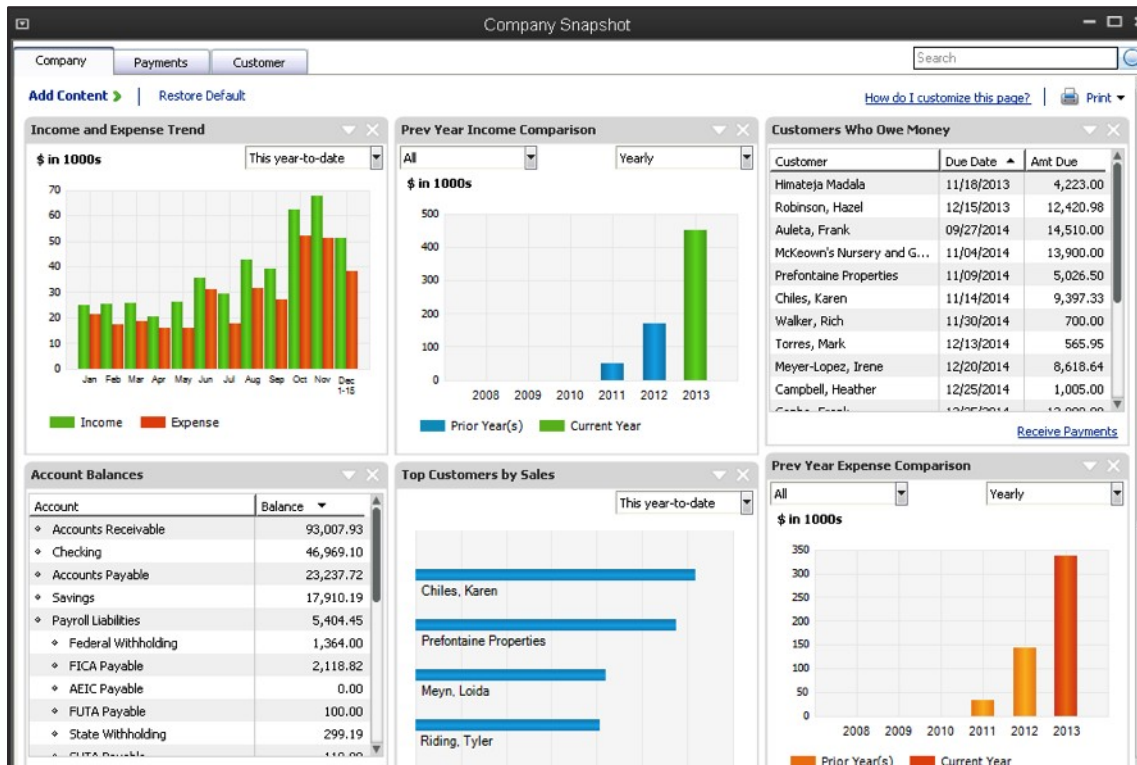 Company Snapshot
Company Payments Customer Search
Add Content Restore Default How do I customize this page? Print
Income and Expense Trend
$ in 1000s This year-to-date
70
60
50
40
30
20
10
0
Jan Feb Mar Apr May Jun Jul Aug Sep Oct Nov Dec
1-15
Income Expense
Prev Year Income Comparison
All Yearly
$ in 1000s
500
400
300
200
100
0
2008 2009 2010 2011 2012 2013
Prior Year(s) Current Year
Customers Who Owe Money
Customer Due Date Amt Due
Himateja Madala 11/18/2013 4,223.00
Robinson, Hazel 12/15/2013 12,420.98
Auleta, Frank 09/27/2014 14,510.00
McKeown's Nursery and G... 11/04/2014 13,900.00
Prefontaine Properties 11/09/2014 5,026.50
Chiles, Karen 11/14/2014 9,397.33
Walker, Rich 11/30/2014 700.00
Torres, Mark 12/13/2014 565.95
Meyer-Lopez, Irene 12/20/2014 8,618.64
Campbell, Heather 12/25/2014 1,005.00
Receive Payments
Account Balances
Account Balance
Accounts Receivable 93,007.93
Checking 46,969.10
Accounts Payable 23,237.72
Savings 17,910.19
Payroll Liabilities 5,404.45
Federal Withholding 1,364.00
FICA Payable 2,118.82
AEIC Payable 0.00
FUTA Payable 100.00
State Withholding 299.19
Top Customers by Sales
This year-to-date
Chiles, Karen
Prefontaine Properties
Meyn, Loida
Riding, Tyler
Prev Year Expense Comparison
All Yearly
$ in 1000s
350
300
250
200
150
100
50
0
2008 2009 2010 2011 2012 2013
Prior Year(s) Current Year